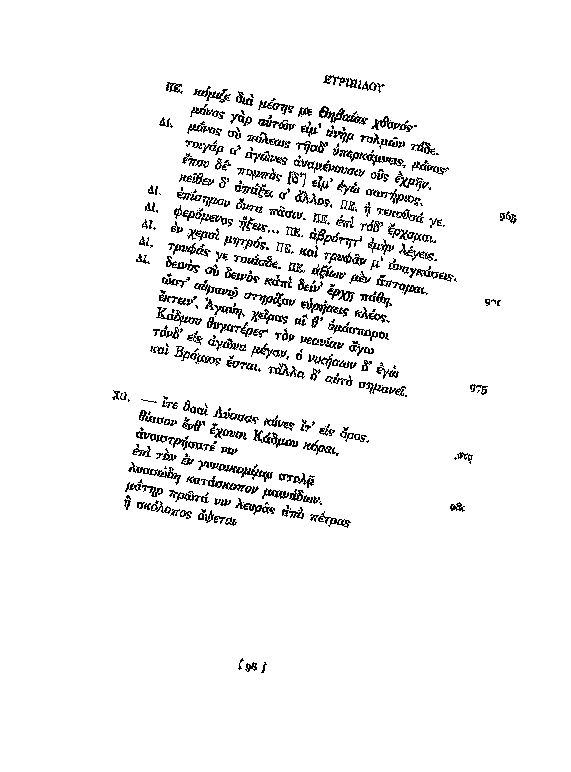 ΕΥΡΙΠΙΔΟΥ
ΠΕ. κόμιζε διὰ μέσης με Θηβαίας χθονός·
μόνος γὰρ αὐτῶν εἰμ' ἀνὴρ τολμῶν τόδε.
ΔΙ. μόνος σὺ πόλεως τῆσδ' ὑπερκάμνεις, μόνος·
τοιγάρ σ' ἀγῶνες ἀναμένουσιν οὓς ἐχρῆν.
ἕπου δέ· πομπὸς [δ'] εἶμ' ἐγὼ σωτήριος,
κεῖθεν δ' ἀπάξει σ' ἄλλος. ΠΕ. ἡ τεκοῦσά γε. 965
ΔΙ. ἐπίσημον ὄντα πᾶσιν. ΠΕ. ἐπὶ τόδ' ἔρχομαι.
ΔΙ. φερόμενος ἥξεις... ΠΕ. ἁβρότητ' ἐμὴν λέγεις.
ΔΙ. ἐν χερσὶ μητρός. ΠΕ. καὶ τρυφᾶν μ' ἀναγκάσεις.
ΔΙ. τρυφάς γε τοιάσδε. ΠΕ. ἀξίων μὲν ἅπτομαι.
ΔΙ. δεινὸς σὺ δεινὸς κἀπὶ δείν' ἔρχῃ πάθη,
ὥστ' οὐρανῷ στηρίζον εὑρήσεις κλέος.
ἔκτειν', Ἀγαύη, χεῖρας αἵ θ' ὁμόσποροι
Κάδμου θυγατέρες· τὸν νεανίαν ἄγω
τόνδ' εἰς ἀγῶνα μέγαν, ὁ νικήσων δ' ἐγὼ
καὶ Βρόμιος ἔσται. τἄλλα δ' αὐτὸ σημανεῖ. 975
ΧΟ. — ἴτε θοαὶ Λύσσας κύνες ἴτ' εἰς ὄρος,
θίασον ἔνθ' ἔχουσι Κάδμου κόραι,
ἀνοιστρήσατέ νιν
ἐπὶ τὸν ἐν γυναικομίμῳ στολᾷ
λυσσώδη κατάσκοπον μαινάδων.
μάτηρ πρῶτά νιν λευρᾶς ἀπὸ πέτρας
ἢ σκόλοπος ὄψεται